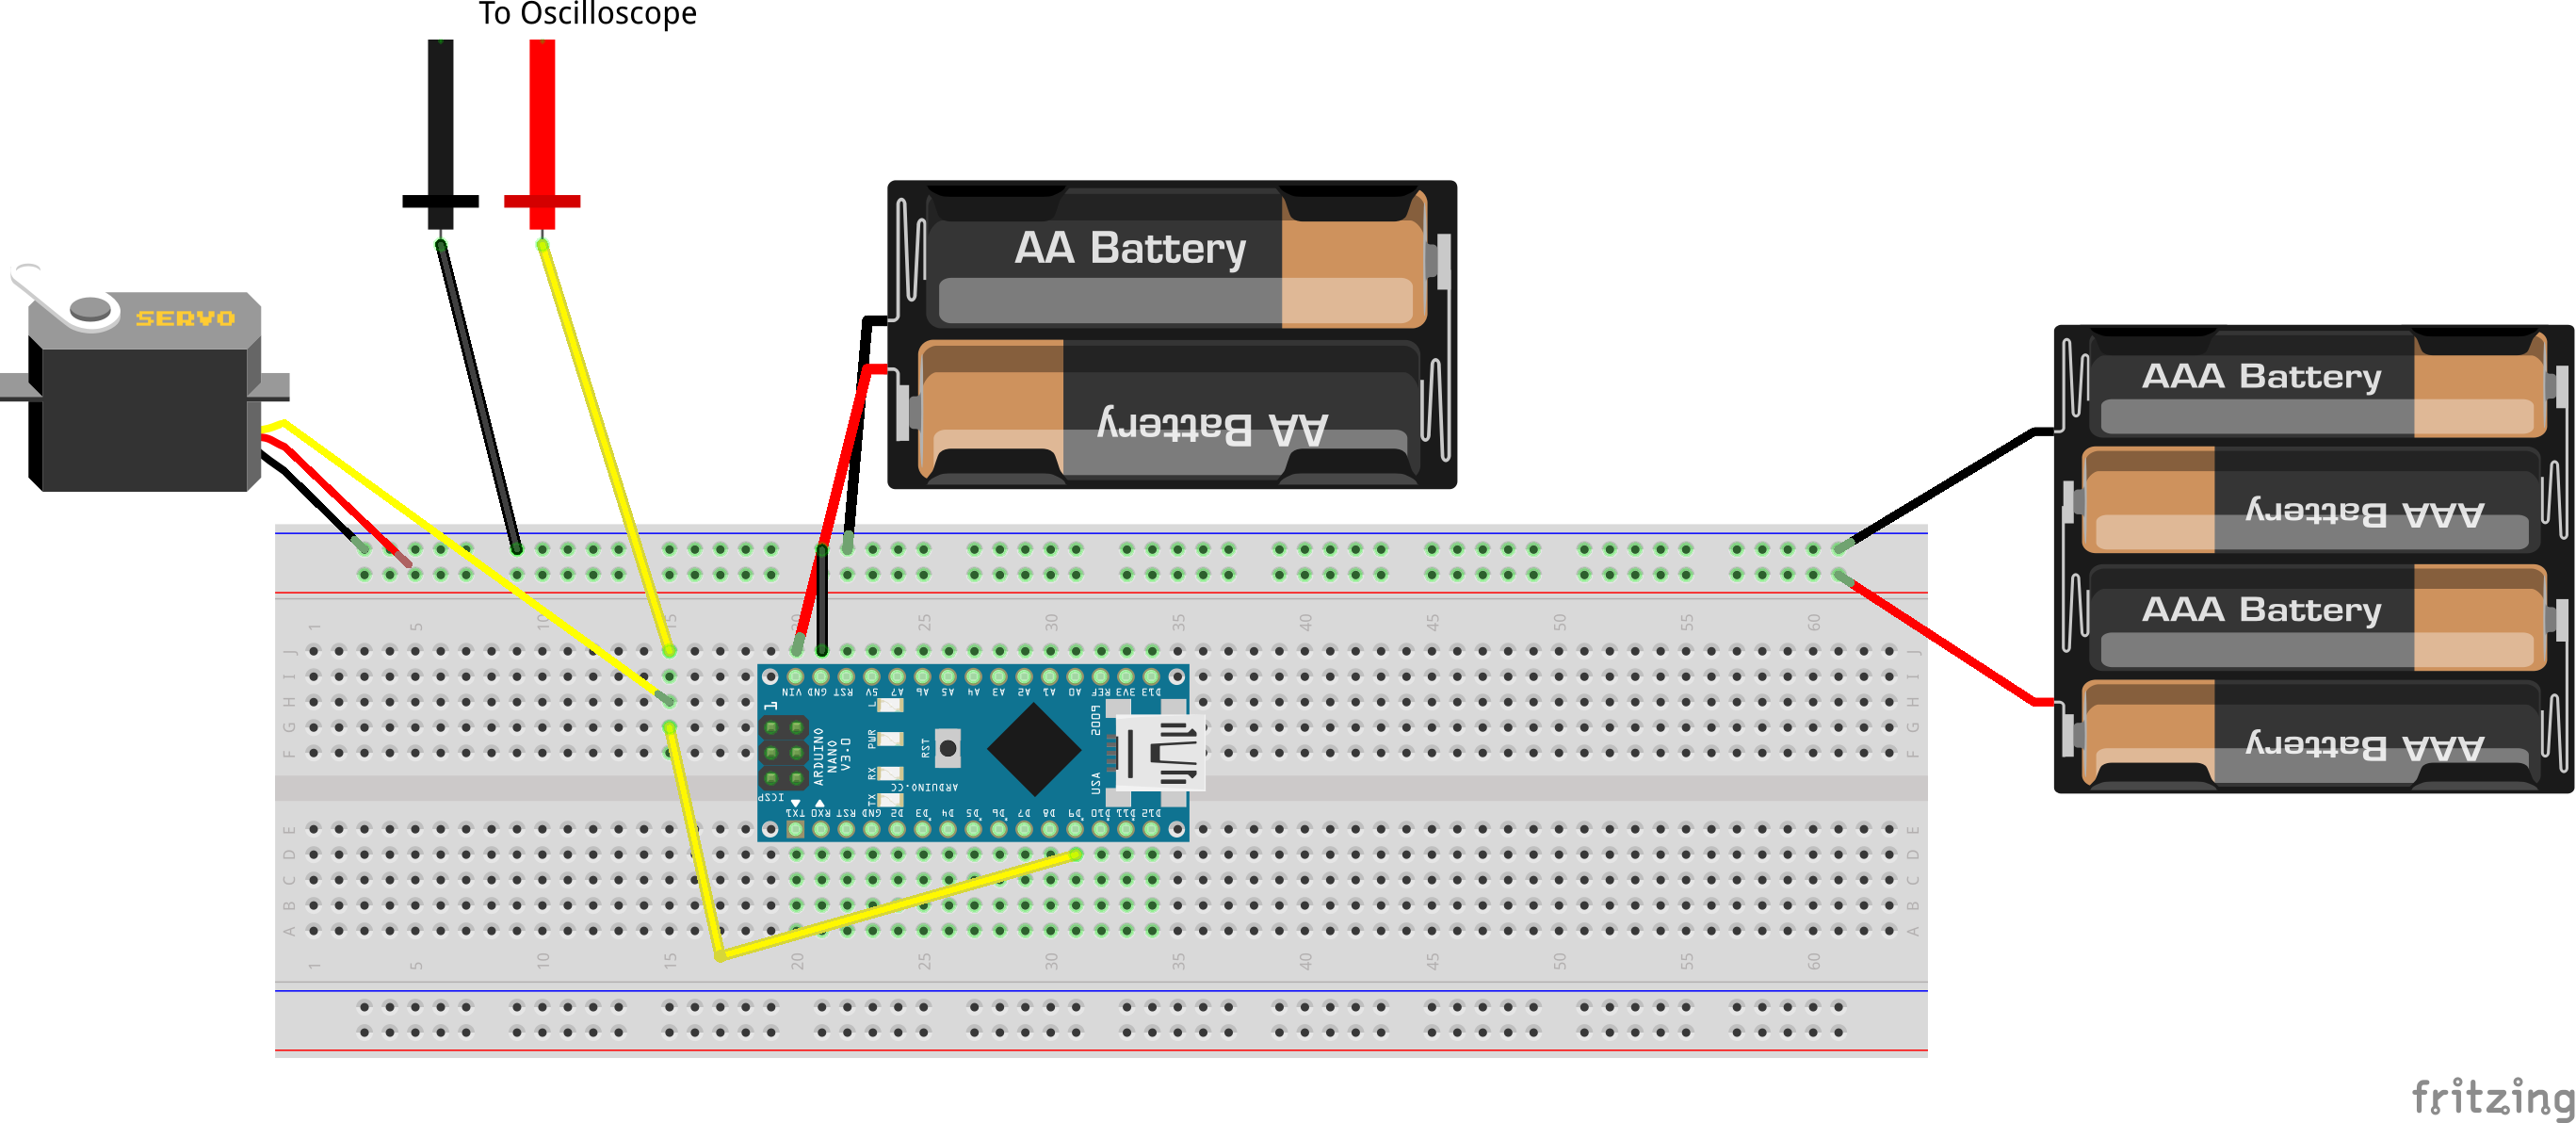 To Oscilloscope
SERVO
AA Battery
AA Battery
AAA Battery
AAA Battery
AAA Battery
AAA Battery
1 5 10 15 20 25 30 35 40 45 50 55 60
J J
I I
H H
G G
F F
VIN GND RST 5V A7 A6 A5 A4 A3 A2 A1 A0 REF 3V3 D13
1
L
PWR
RX
TX
RST
ARDUINO
NANO
V3.0
ICSP
ARDUINO.CC
USA
TX1 RX0 RST GND D2 D3 D4 D5 D6 D7 D8 D9 D10 D11 D12
E E
D D
C C
B B
A A
1 5 10 15 20 25 30 35 40 45 50 55 60
fritzing